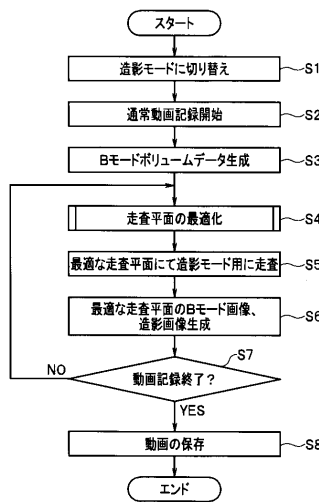 スタート
造影モードに切り替え
S1
通常動画記録開始
S2
Bモードボリュームデータ生成
S3
走査平面の最適化
S4
最適な走査平面にて造影モード用に走査
S5
最適な走査平面のBモード画像、
造影画像生成
S6
S7
動画記録終了?
NO
YES
動画の保存
S8
エンド